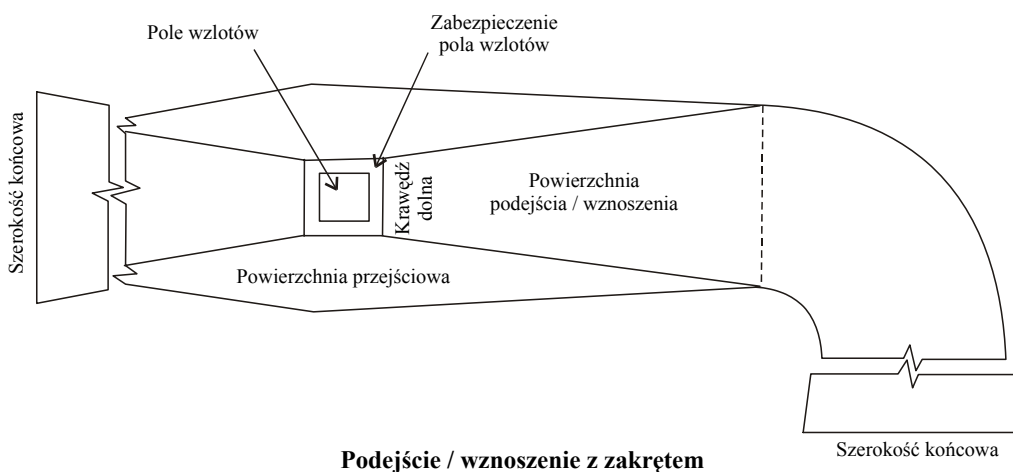 Pole wzlotów
Zabezpieczenie
pola wzlotów
Szerokość końcowa
Krawędź
dolna
Powierzchnia
podejścia / wznoszenia
Powierzchnia przejściowa
Szerokość końcowa
Podejście / wznoszenie z zakrętem